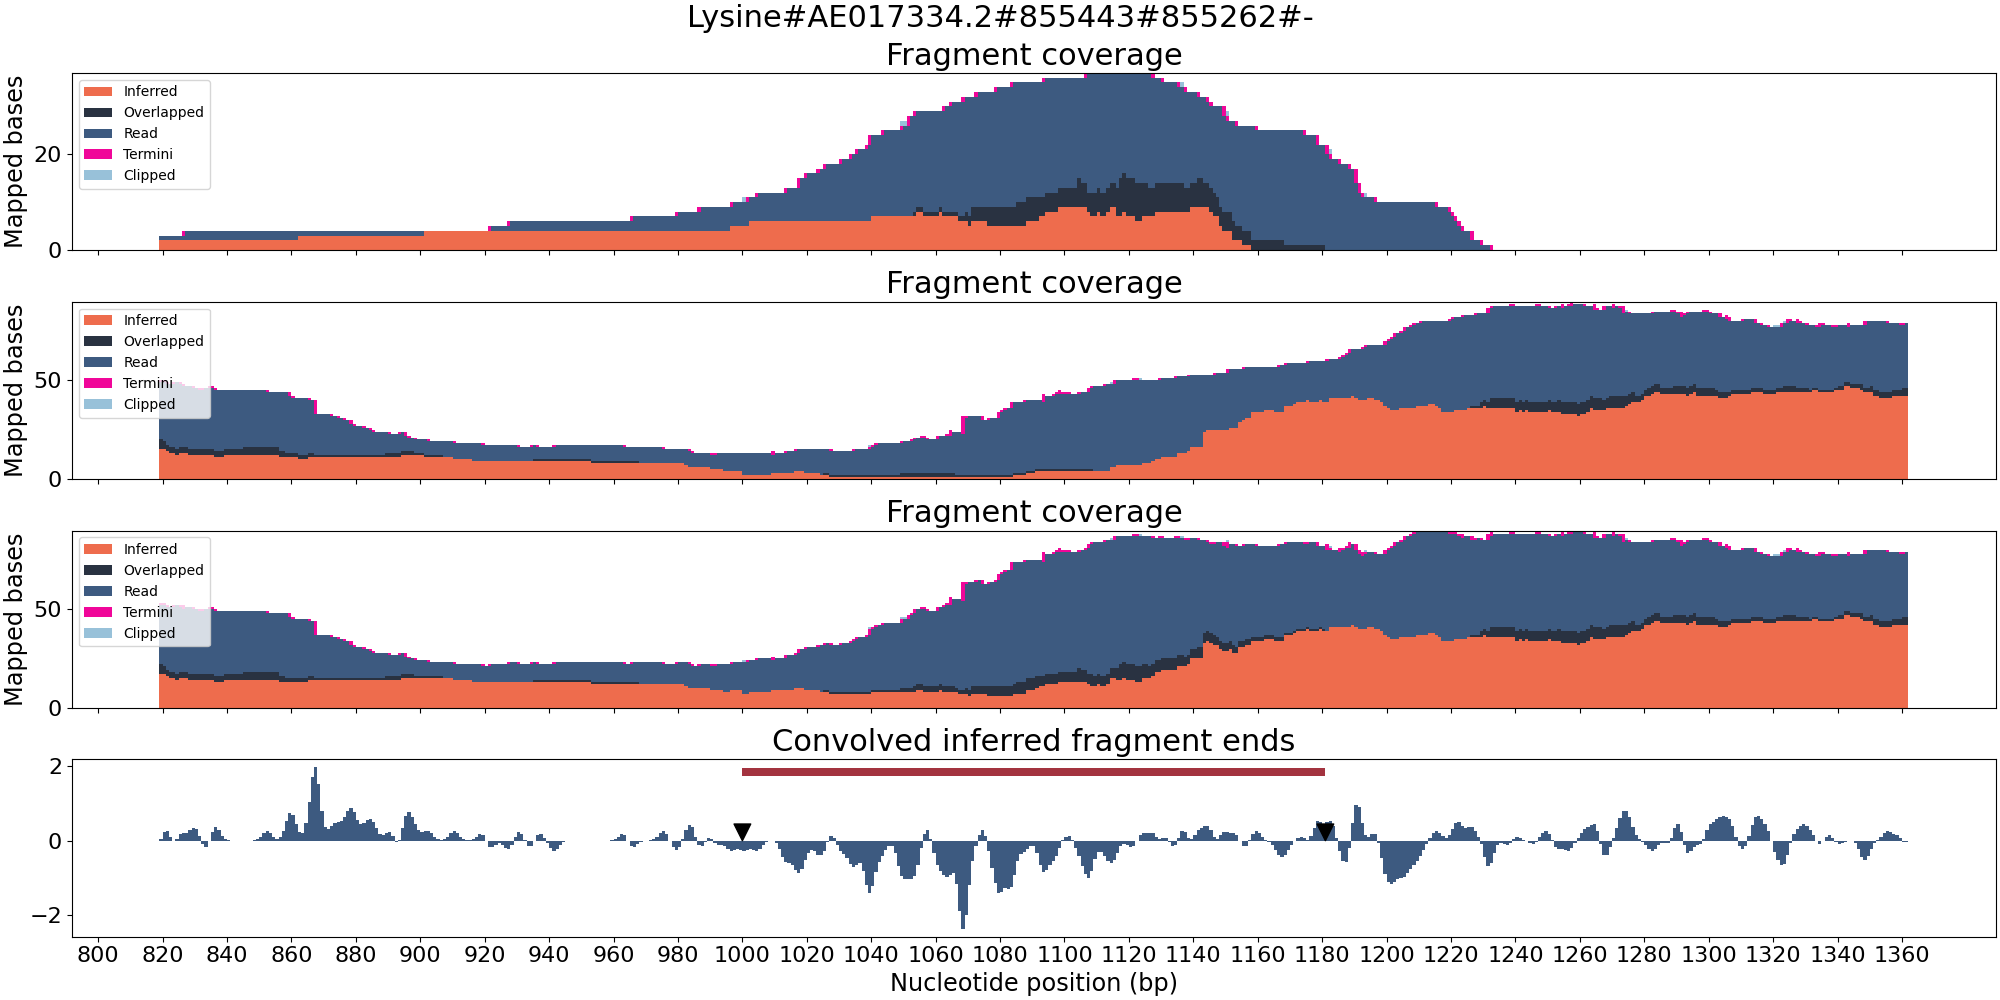 Lysine#AE017334.2#855443#855262#-
Fragment coverage
Mapped bases
20
0
Inferred
Overlapped
Read
Termini
Clipped
Fragment coverage
Mapped bases
50
0
Inferred
Overlapped
Read
Termini
Clipped
Fragment coverage
Mapped bases
50
0
Inferred
Overlapped
Read
Termini
Clipped
Convolved inferred fragment ends
2
0
−2
800 820 840 860 880 900 920 940 960 980 1000 1020 1040 1060 1080 1100 1120 1140 1160 1180 1200 1220 1240 1260 1280 1300 1320 1340 1360
Nucleotide position (bp)